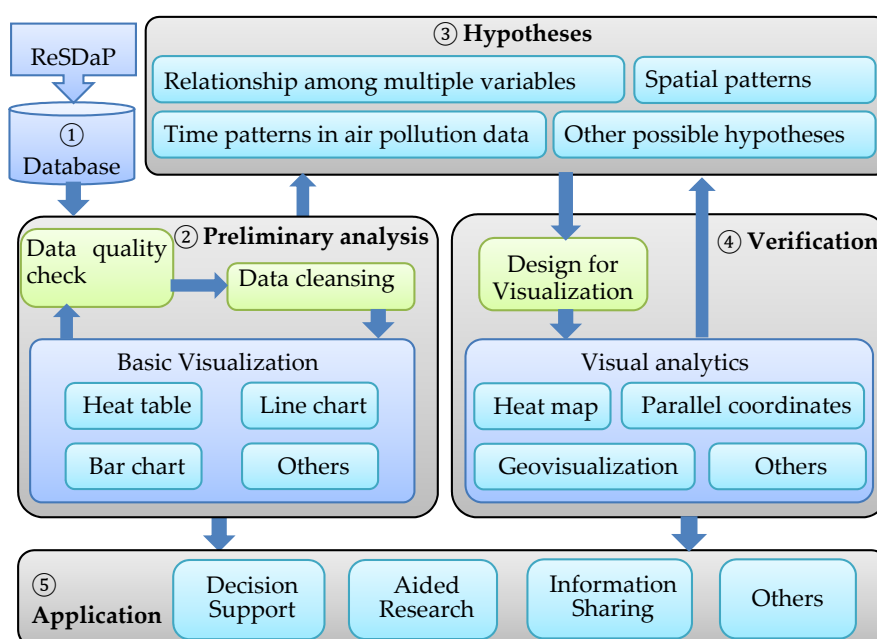 ReSDaP
①
Database
③ Hypotheses
Relationship among multiple variables
Spatial patterns
Time patterns in air pollution data
Other possible hypotheses
② Preliminary analysis
Data quality
check
Data cleansing
Basic Visualization
Heat table
Line chart
Bar chart
Others
④ Verification
Design for
Visualization
Visual analytics
Heat map
Parallel coordinates
Geovisualization
Others
⑤
Application
Decision
Support
Aided
Research
Information
Sharing
Others